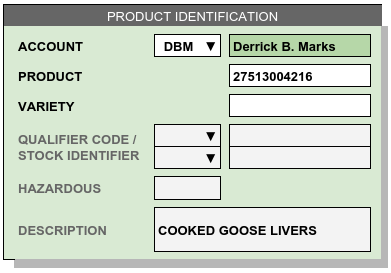 PRODUCT IDENTIFICATION
ACCOUNT DBM ▼ Derrick B. Marks
PRODUCT 27513004216
VARIETY
QUALIFIER CODE / ▼
STOCK IDENTIFIER ▼
HAZARDOUS
DESCRIPTION COOKED GOOSE LIVERS